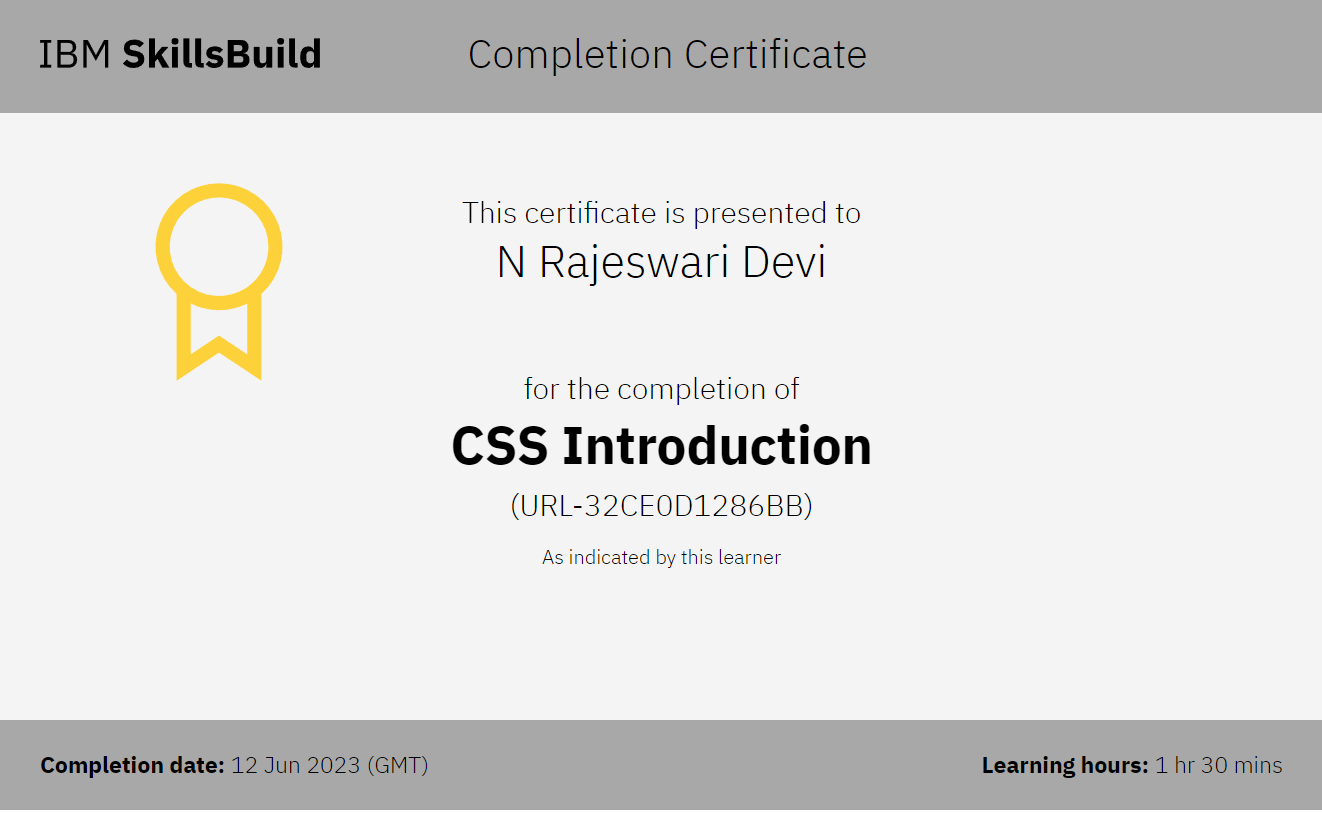 IBM SkillsBuild
Completion Certificate
This certificate is presented to
N Rajeswari Devi
for the completion of
CSS Introduction
(URL-32CE0D1286BB)
As indicated by this learner
Completion date: 12 Jun 2023 (GMT)
Learning hours: 1 hr 30 mins